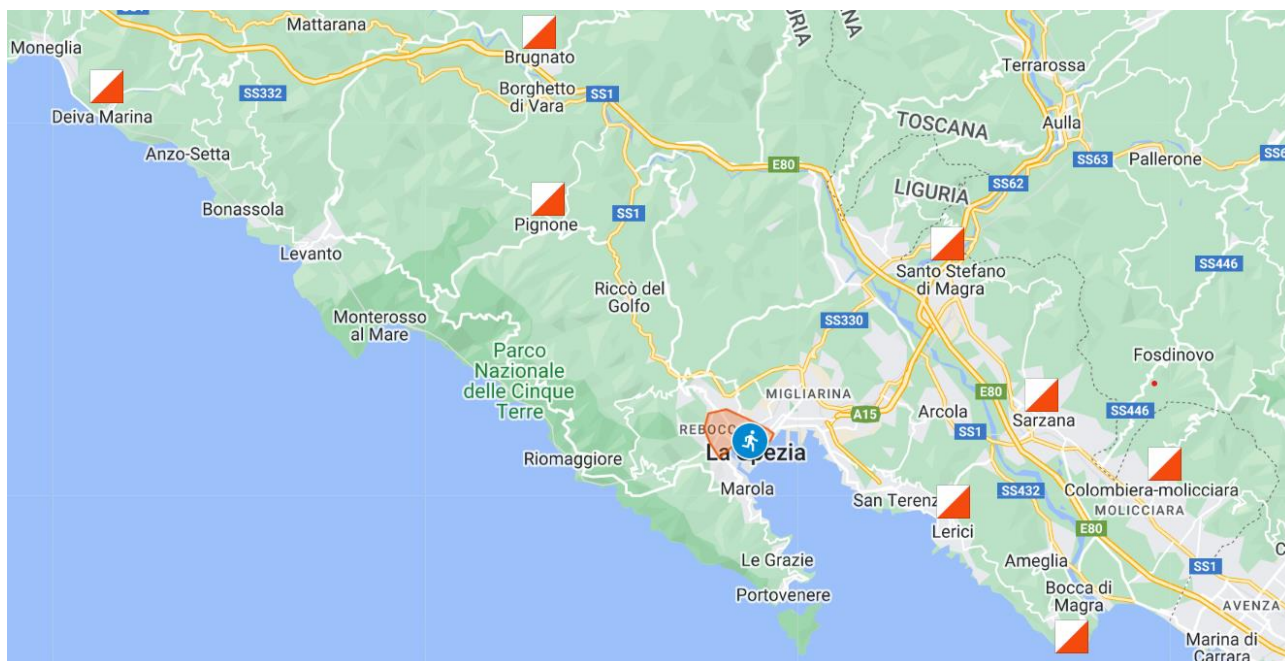 Moneglia
Mattarana
SS332
Deiva Marina
Brugnato
Borghetto
di Vara
SS1
Anzo-Setta
Bonassola
Levanto
Pignone
SS1
E80
TOSCANA
LIGURIA
SS62
Terrarossa
Aulla
SS63
Pallerone
Riccò del
Golfo
Santo Stefano
di Magra
SS446
Monterosso
al Mare
Parco
Nazionale
delle Cinque
Terre
SS330
Fosdinovo
MIGLIARINA
A15
Arcola
E80
Sarzana
SS446
SS1
Riomaggiore
La Spezia
Marola
San Terenz
Lerici
SS432
Colombiera-molicciara
MOLICCIARA
E80
Le Grazie
Portovenere
Ameglia
Bocca di
Magra
SS1
AVENZA
Marina di
Carrara